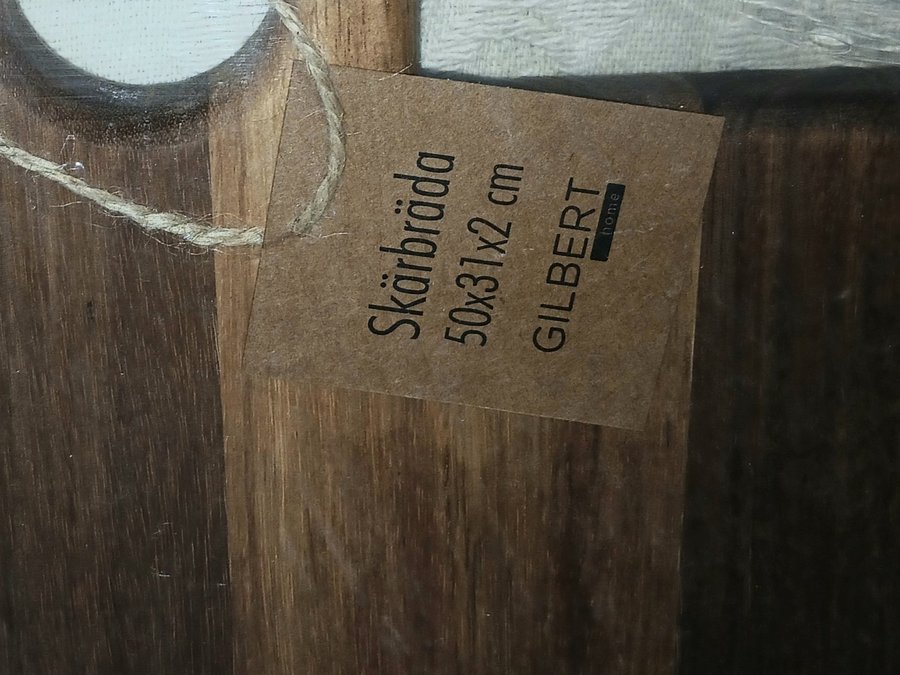 Skärbräda
50x31x2 cm
GILBERT
home